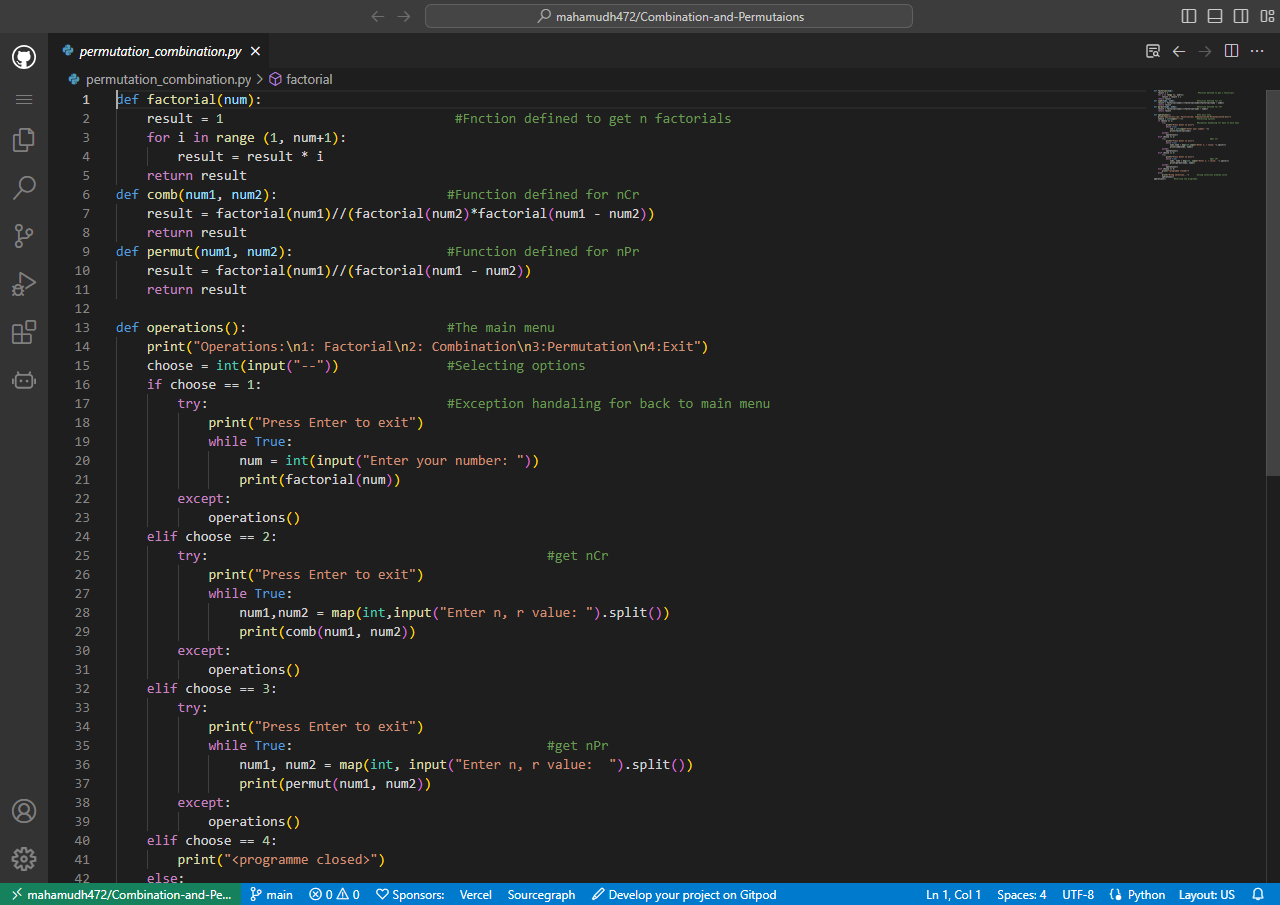 mahamudh472/Combination-and-Permutaions
permutation_combination.py
permutation_combination.py > factorial
1 def factorial(num):
2     result = 1                              #Fnction defined to get n factorials
3     for i in range (1, num+1):
4         result = result * i
5     return result
6 def comb(num1, num2):                      #Function defined for nCr
7     result = factorial(num1)//(factorial(num2)*factorial(num1 - num2))
8     return result
9 def permut(num1, num2):                    #Function defined for nPr
10     result = factorial(num1)//(factorial(num1 - num2))
11     return result
12
13 def operations():                          #The main menu
14     print("Operations:\n1: Factorial\n2: Combination\n3:Permutation\n4:Exit")
15     choose = int(input("--"))              #Selecting options
16     if choose == 1:
17         try:                               #Exception handaling for back to main menu
18             print("Press Enter to exit")
19             while True:
20                 num = int(input("Enter your number: "))
21                 print(factorial(num))
22         except:
23             operations()
24     elif choose == 2:
25         try:                                            #get nCr
26             print("Press Enter to exit")
27             while True:
28                 num1,num2 = map(int,input("Enter n, r value: ").split())
29                 print(comb(num1, num2))
30         except:
31             operations()
32     elif choose == 3:
33         try:
34             print("Press Enter to exit")
35             while True:                                 #get nPr
36                 num1, num2 = map(int, input("Enter n, r value:  ").split())
37                 print(permut(num1, num2))
38         except:
39             operations()
40     elif choose == 4:
41         print("<programme closed>")
42     else:
mahamudh472/Combination-and-Pe... main 0 0 Sponsors: Vercel Sourcegraph Develop your project on Gitpod Ln 1, Col 1 Spaces: 4 UTF-8 Python Layout: US